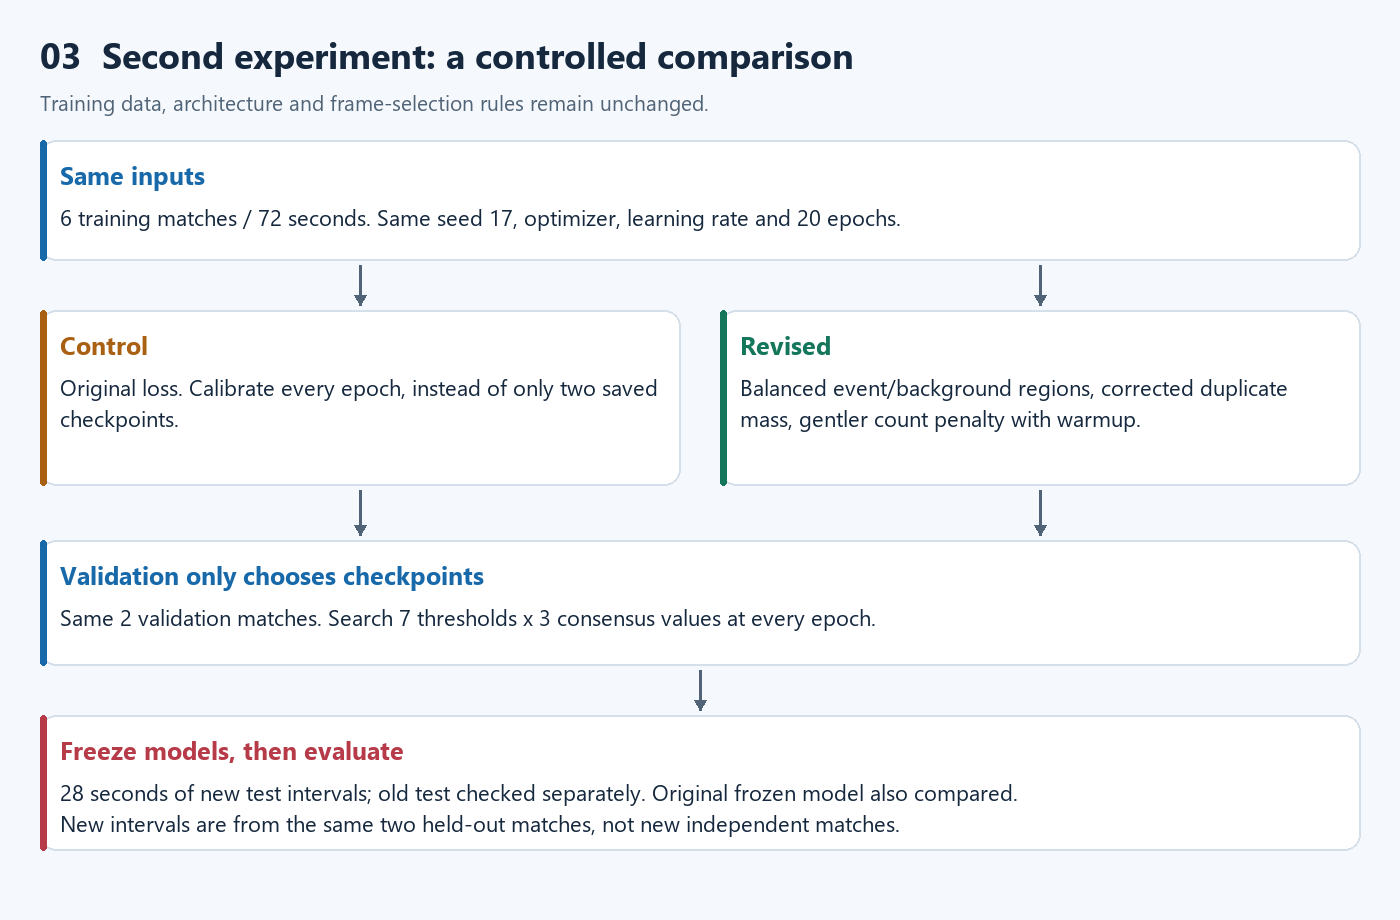 03 Second experiment: a controlled comparison
Training data, architecture and frame-selection rules remain unchanged.
Same inputs
6 training matches / 72 seconds. Same seed 17, optimizer, learning rate and 20 epochs.
Control
Original loss. Calibrate every epoch, instead of only two saved
checkpoints.
Revised
Balanced event/background regions, corrected duplicate
mass, gentler count penalty with warmup.
Validation only chooses checkpoints
Same 2 validation matches. Search 7 thresholds x 3 consensus values at every epoch.
Freeze models, then evaluate
28 seconds of new test intervals; old test checked separately. Original frozen model also compared.
New intervals are from the same two held-out matches, not new independent matches.